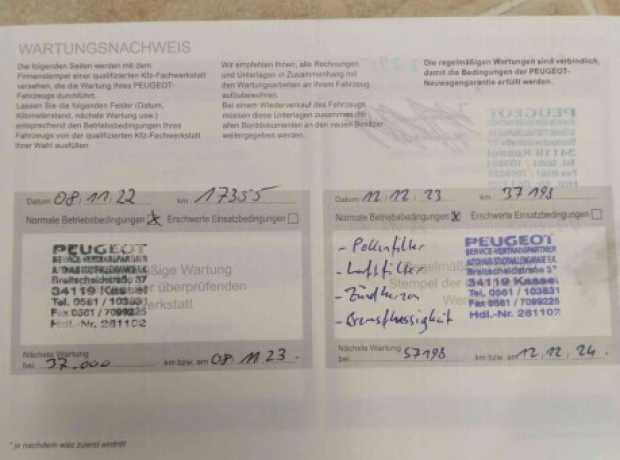 WARTUNGSNACHWEIS
Die folgenden Seiten werden mit dem
Firmenstempel einer qualifizierten Kfz-Fachwerkstatt
versehen, die die Wartung Ihres PEUGEOT-
Fahrzeugs durchführt.
Lassen Sie die folgenden Felder (Datum,
Kilometerstand, nächste Wartung usw.)
entsprechend den Betriebsbedingungen Ihres
Fahrzeugs von der qualifizierten Kfz-Fachwerkstatt
Ihrer Wahl ausfüllen.
Wir empfehlen Ihnen, alle Rechnungen
und Unterlagen in Zusammenhang mit
den Wartungsarbeiten an Ihrem Fahrzeug
aufzubewahren.
Bei einem Wiederverkauf des Fahrzeugs
müssen diese Unterlagen zusammen mit
allen Borddokumenten an den neuen Besitzer
weitergegeben werden.
Die regelmäßigen Wartungen sind verbindlich,
damit die Bedingungen der PEUGEOT-
Neuwagengarantie erfüllt werden.
Datum 08.11.22 km 17355
Normale Betriebsbedingungen Erschwerte Einsatzbedingungen
PEUGEOT
SERVICE-VERTRAGSPARTNER
Breitscheidstraße 37
34119 Kassel
Tel. 0561 / 103831
Fax 0561 / 7099225
Hdl.-Nr. 281102
Nächste Wartung
bei 37.000 km bzw. am 08.11.23.
Datum 12.12.23 km 37198
Normale Betriebsbedingungen Erschwerte Einsatzbedingungen
- Pollenfilter
- Luftfilter
- Zündkerzen
- Bremsflüssigkeit
PEUGEOT
SERVICE-VERTRAGSPARTNER
34119 Kassel
Tel. 0561 / 103831
Fax 0561 / 7099225
Hdl.-Nr. 281102
Nächste Wartung
bei 57198 km bzw. am 12.12.24.
* je nachdem was zuerst eintritt